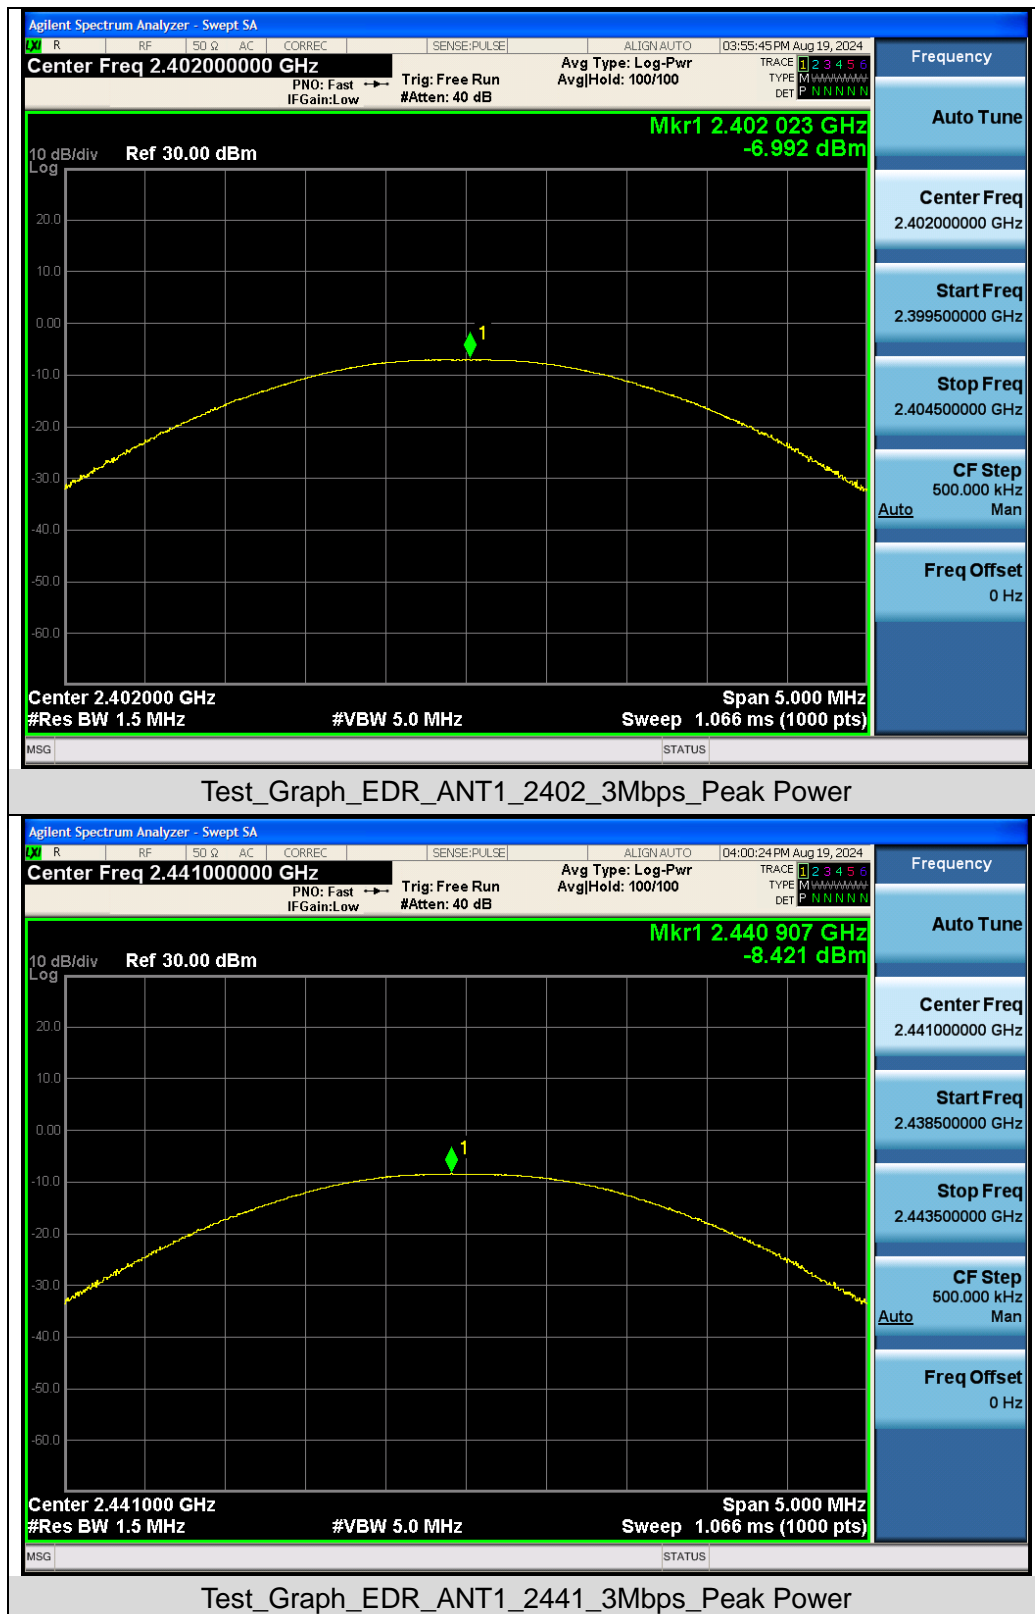 Agilent Spectrum Analyzer - Swept SA
LXI R RF 50 Ω AC CORREC SENSE:PULSE ALIGN AUTO 03:55:45 PM Aug 19, 2024
Center Freq 2.402000000 GHz
PNO: Fast
IFGain:Low
Trig: Free Run
#Atten: 40 dB
Avg Type: Log-Pwr
Avg|Hold: 100/100
TRACE 1 2 3 4 5 6
TYPE M
DET P N N N N N
Mkr1 2.402 023 GHz
-6.992 dBm
10 dB/div Ref 30.00 dBm
Log
20.0
10.0
0.00
-10.0
-20.0
-30.0
-40.0
-50.0
-60.0
1
Center 2.402000 GHz Span 5.000 MHz
#Res BW 1.5 MHz #VBW 5.0 MHz Sweep 1.066 ms (1000 pts)
MSG STATUS
Frequency
Auto Tune
Center Freq
2.402000000 GHz
Start Freq
2.399500000 GHz
Stop Freq
2.404500000 GHz
CF Step
500.000 kHz
Auto Man
Freq Offset
0 Hz
Test_Graph_EDR_ANT1_2402_3Mbps_Peak Power
Agilent Spectrum Analyzer - Swept SA
LXI R RF 50 Ω AC CORREC SENSE:PULSE ALIGN AUTO 04:00:24 PM Aug 19, 2024
Center Freq 2.441000000 GHz
PNO: Fast
IFGain:Low
Trig: Free Run
#Atten: 40 dB
Avg Type: Log-Pwr
Avg|Hold: 100/100
TRACE 1 2 3 4 5 6
TYPE M
DET P N N N N N
Mkr1 2.440 907 GHz
-8.421 dBm
10 dB/div Ref 30.00 dBm
Log
20.0
10.0
0.00
-10.0
-20.0
-30.0
-40.0
-50.0
-60.0
1
Center 2.441000 GHz Span 5.000 MHz
#Res BW 1.5 MHz #VBW 5.0 MHz Sweep 1.066 ms (1000 pts)
MSG STATUS
Frequency
Auto Tune
Center Freq
2.441000000 GHz
Start Freq
2.438500000 GHz
Stop Freq
2.443500000 GHz
CF Step
500.000 kHz
Auto Man
Freq Offset
0 Hz
Test_Graph_EDR_ANT1_2441_3Mbps_Peak Power